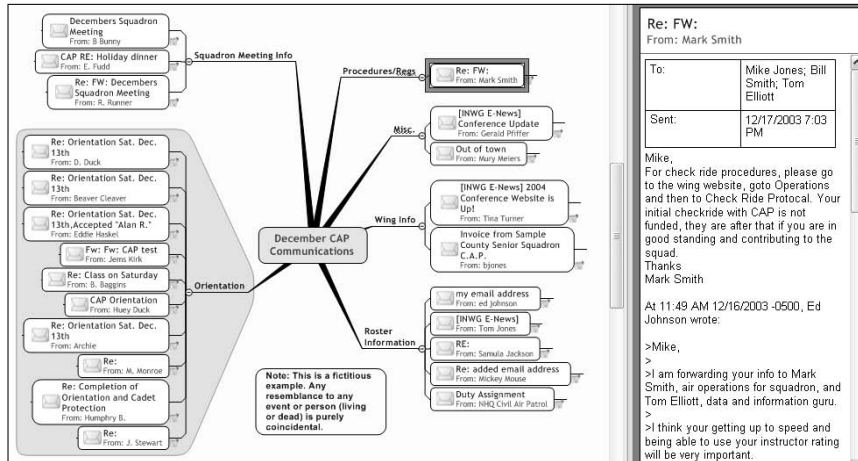 Decembers Squadron
Meeting
From: B Bunny
CAP RE: Holiday dinner
From: E. Fudd
Re: FW: Decembers
Squadron Meeting
From: R. Runner
Squadron Meeting Info
Re: Orientation Sat. Dec.
13th
From: D. Duck
Re: Orientation Sat. Dec.
13th
From: Beaver Cleaver
Re: Orientation Sat. Dec.
13th,Accepted "Alan R."
From: Eddie Haskel
Fw: Fw: CAP test
From: Jems Kirk
Re: Class on Saturday
From: B. Baggins
CAP Orientation
From: Huey Duck
Re: Orientation Sat. Dec.
13th
From: Archie
Re:
From: M. Monroe
Re: Completion of
Orientation and Cadet
Protection
From: Humphry B.
Re:
From: J. Stewart
Orientation
December CAP
Communications
Note: This is a fictitious
example. Any
resemblance to any
event or person (living
or dead) is purely
coincidental.
Procedures/Regs
Re: FW:
From: Mark Smith
Misc.
[INWG E-News]
Conference Update
From: Gerald Pfiffer
Out of town
From: Mury Meiers
Wing Info
[INWG E-News] 2004
Conference Website is
Up!
From: Tina Turner
Invoice from Sample
County Senior Squadron
C.A.P.
From: bjones
Roster
Information
my email address
From: ed johnson
[INWG E-News]
From: Tom Jones
RE:
From: Samula Jackson
Re: added email address
From: Mickey Mouse
Duty Assignment
From: NHQ Civil Air Patrol
Re: FW:
From: Mark Smith
To: Mike Jones; Bill
Smith; Tom
Elliott
Sent: 12/17/2003 7:03
PM
Mike,
For check ride procedures, please go
to the wing website, goto Operations
and then to Check Ride Protocal. Your
initial checkride with CAP is not
funded, they are after that if you are in
good standing and contributing to the
squad.
Thanks
Mark Smith
At 11:49 AM 12/16/2003 -0500, Ed
Johnson wrote:
>Mike,
>
>I am forwarding your info to Mark
Smith, air operations for squadron, and
Tom Elliott, data and information guru.
>
>I think your getting up to speed and
being able to use your instructor rating
will be very important.